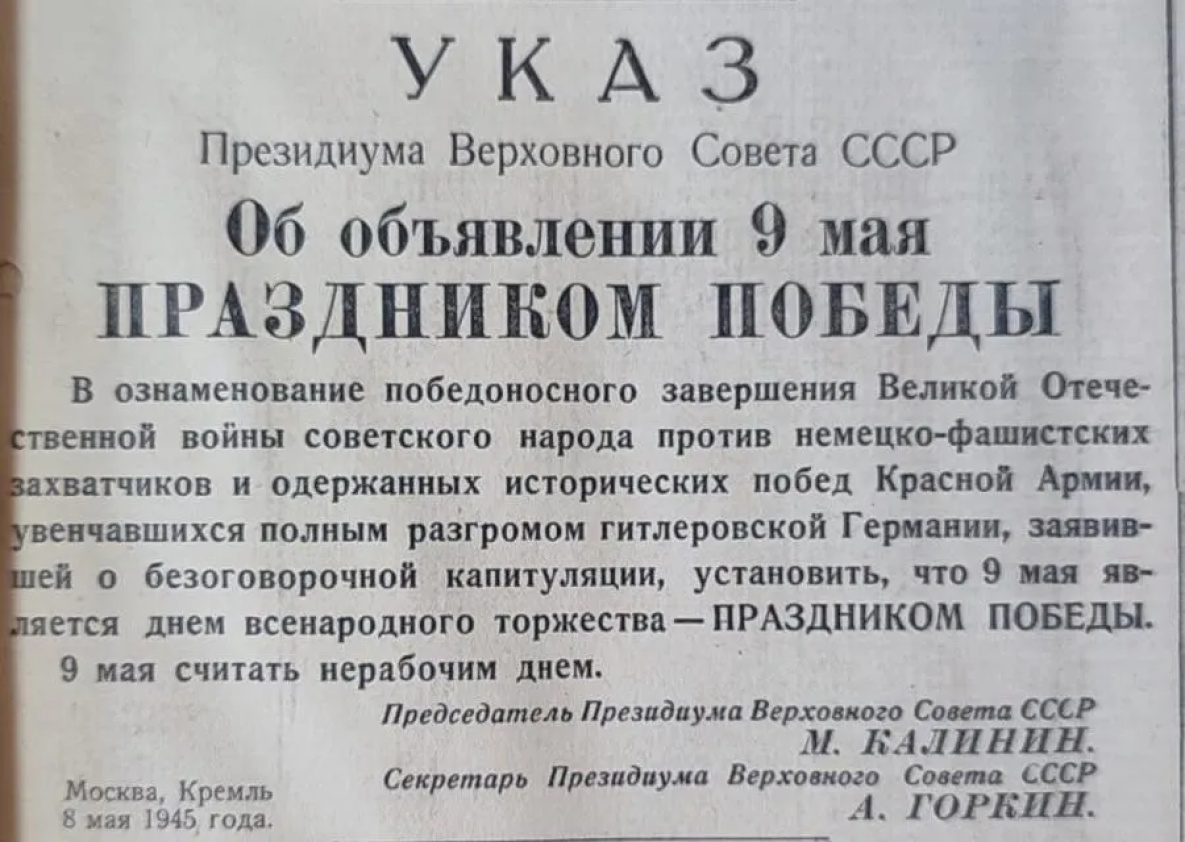 УКАЗ
Президиума Верховного Совета СССР
Об объявлении 9 мая
ПРАЗДНИКОМ ПОБЕДЫ
В ознаменование победоносного завершения Великой Отече-
ственной войны советского народа против немецко-фашистских
захватчиков и одержанных исторических побед Красной Армии,
увенчавшихся полным разгромом гитлеровской Германии, заявив-
шей о безоговорочной капитуляции, установить, что 9 мая яв-
ляется днем всенародного торжества — ПРАЗДНИКОМ ПОБЕДЫ.
9 мая считать нерабочим днем.
Председатель Президиума Верховного Совета СССР
М. КАЛИНИН.
Секретарь Президиума Верховного Совета СССР
А. ГОРКИН.
Москва, Кремль
8 мая 1945 года.